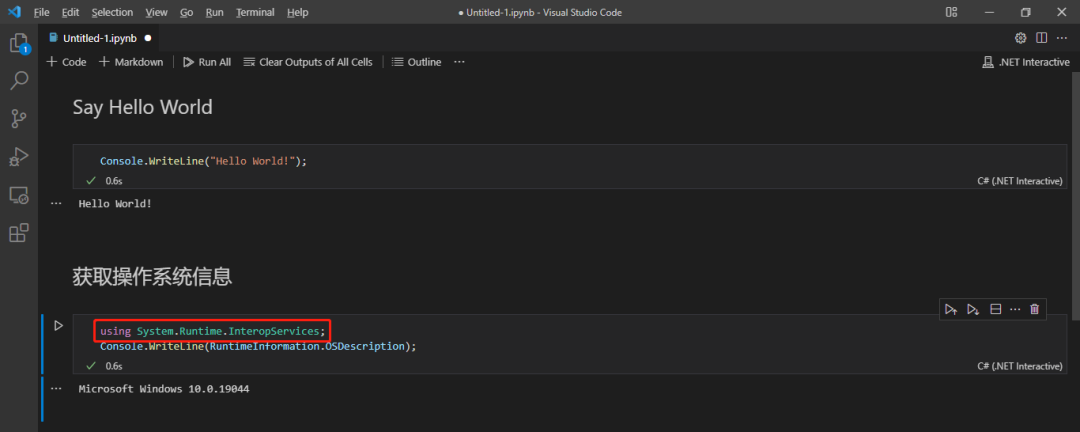 File Edit Selection View Go Run Terminal Help ● Untitled-1.ipynb - Visual Studio Code
Untitled-1.ipynb ●
1
+ Code + Markdown Run All Clear Outputs of All Cells Outline ··· .NET Interactive
Say Hello World
Console.WriteLine("Hello World!");
✓ 0.6s C# (.NET Interactive)
··· Hello World!
获取操作系统信息
using System.Runtime.InteropServices;
Console.WriteLine(RuntimeInformation.OSDescription);
✓ 0.6s C# (.NET Interactive)
··· Microsoft Windows 10.0.19044